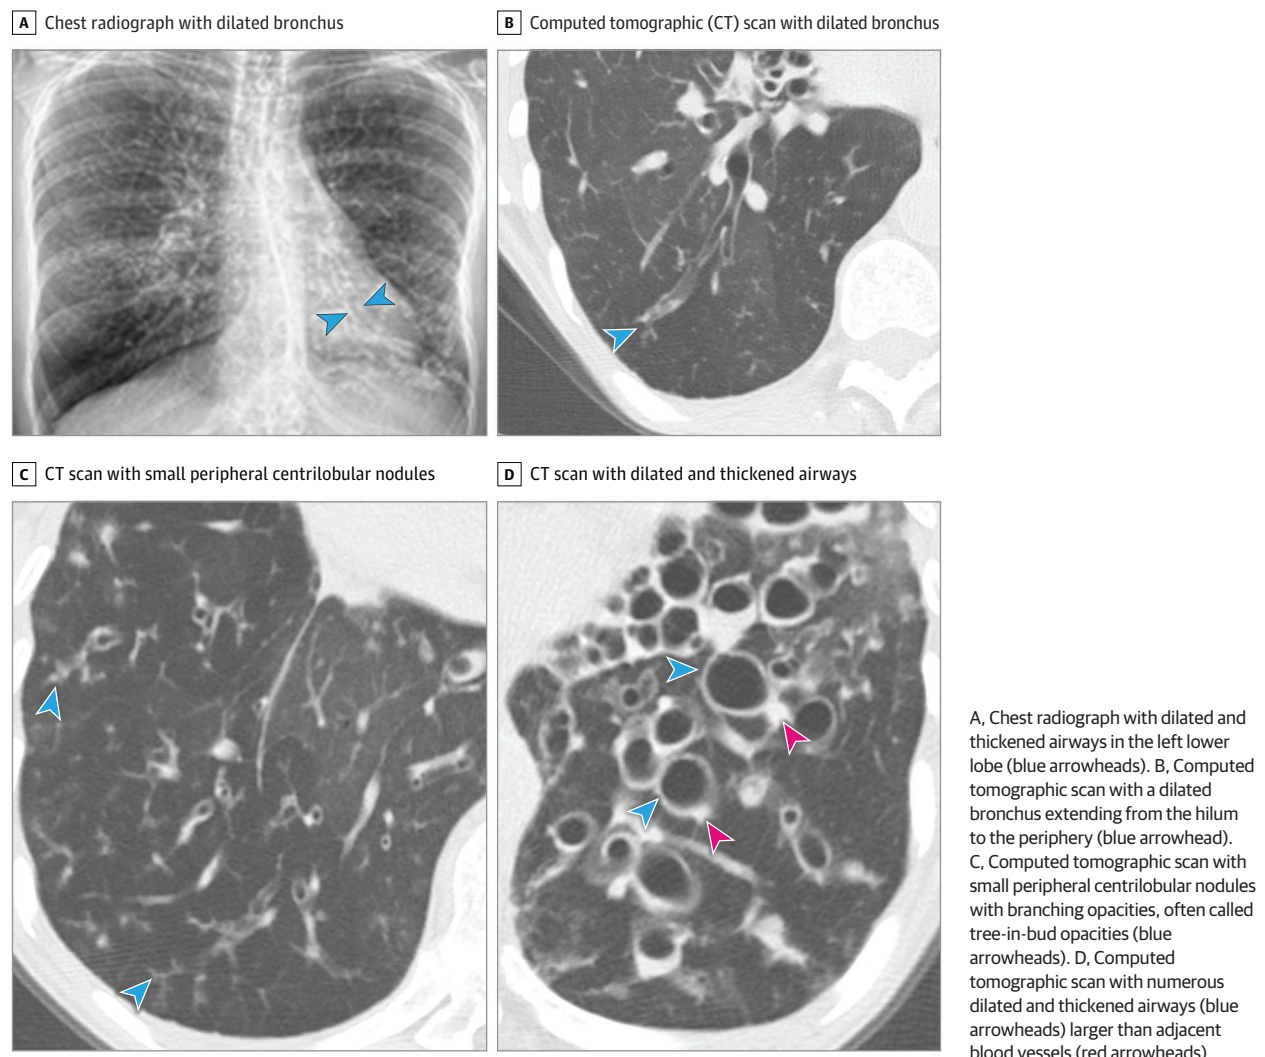 A Chest radiograph with dilated bronchus
B Computed tomographic (CT) scan with dilated bronchus
C CT scan with small peripheral centrilobular nodules
D CT scan with dilated and thickened airways
A, Chest radiograph with dilated and
thickened airways in the left lower
lobe (blue arrowheads). B, Computed
tomographic scan with a dilated
bronchus extending from the hilum
to the periphery (blue arrowhead).
C, Computed tomographic scan with
small peripheral centrilobular nodules
with branching opacities, often called
tree-in-bud opacities (blue
arrowheads). D, Computed
tomographic scan with numerous
dilated and thickened airways (blue
arrowheads) larger than adjacent
blood vessels (red arrowheads).